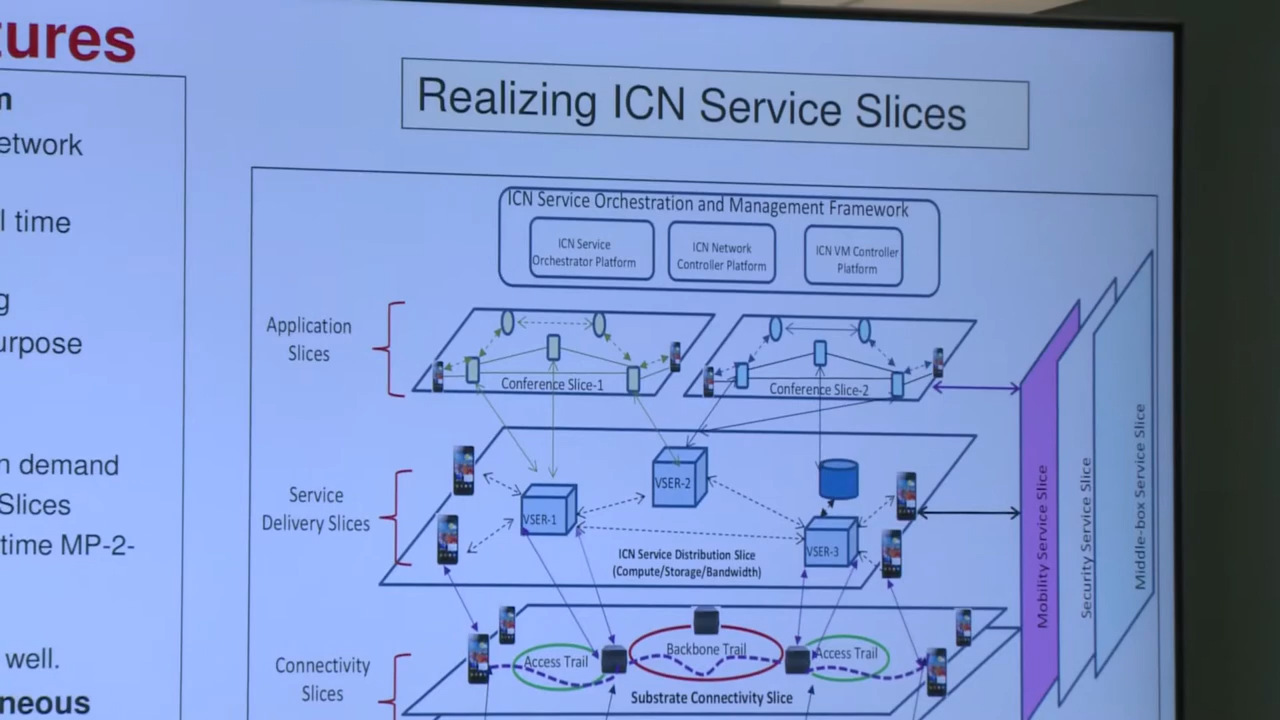 tures
m
etwork
l time
g
urpose
n demand
Slices
time MP-2-
well.
neous
Realizing ICN Service Slices
ICN Service Orchestration and Management Framework
ICN Service
Orchestrator Platform
ICN Network
Controller Platform
ICN VM Controller
Platform
Application
Slices
Conference Slice-1
Conference Slice-2
Service
Delivery Slices
VSER-1
VSER-2
VSER-3
ICN Service Distribution Slice
(Compute/Storage/Bandwidth)
Connectivity
Slices
Access Trail
Backbone Trail
Access Trail
Substrate Connectivity Slice
Mobility Service Slice
Security Service Slice
Middle-box Service Slice